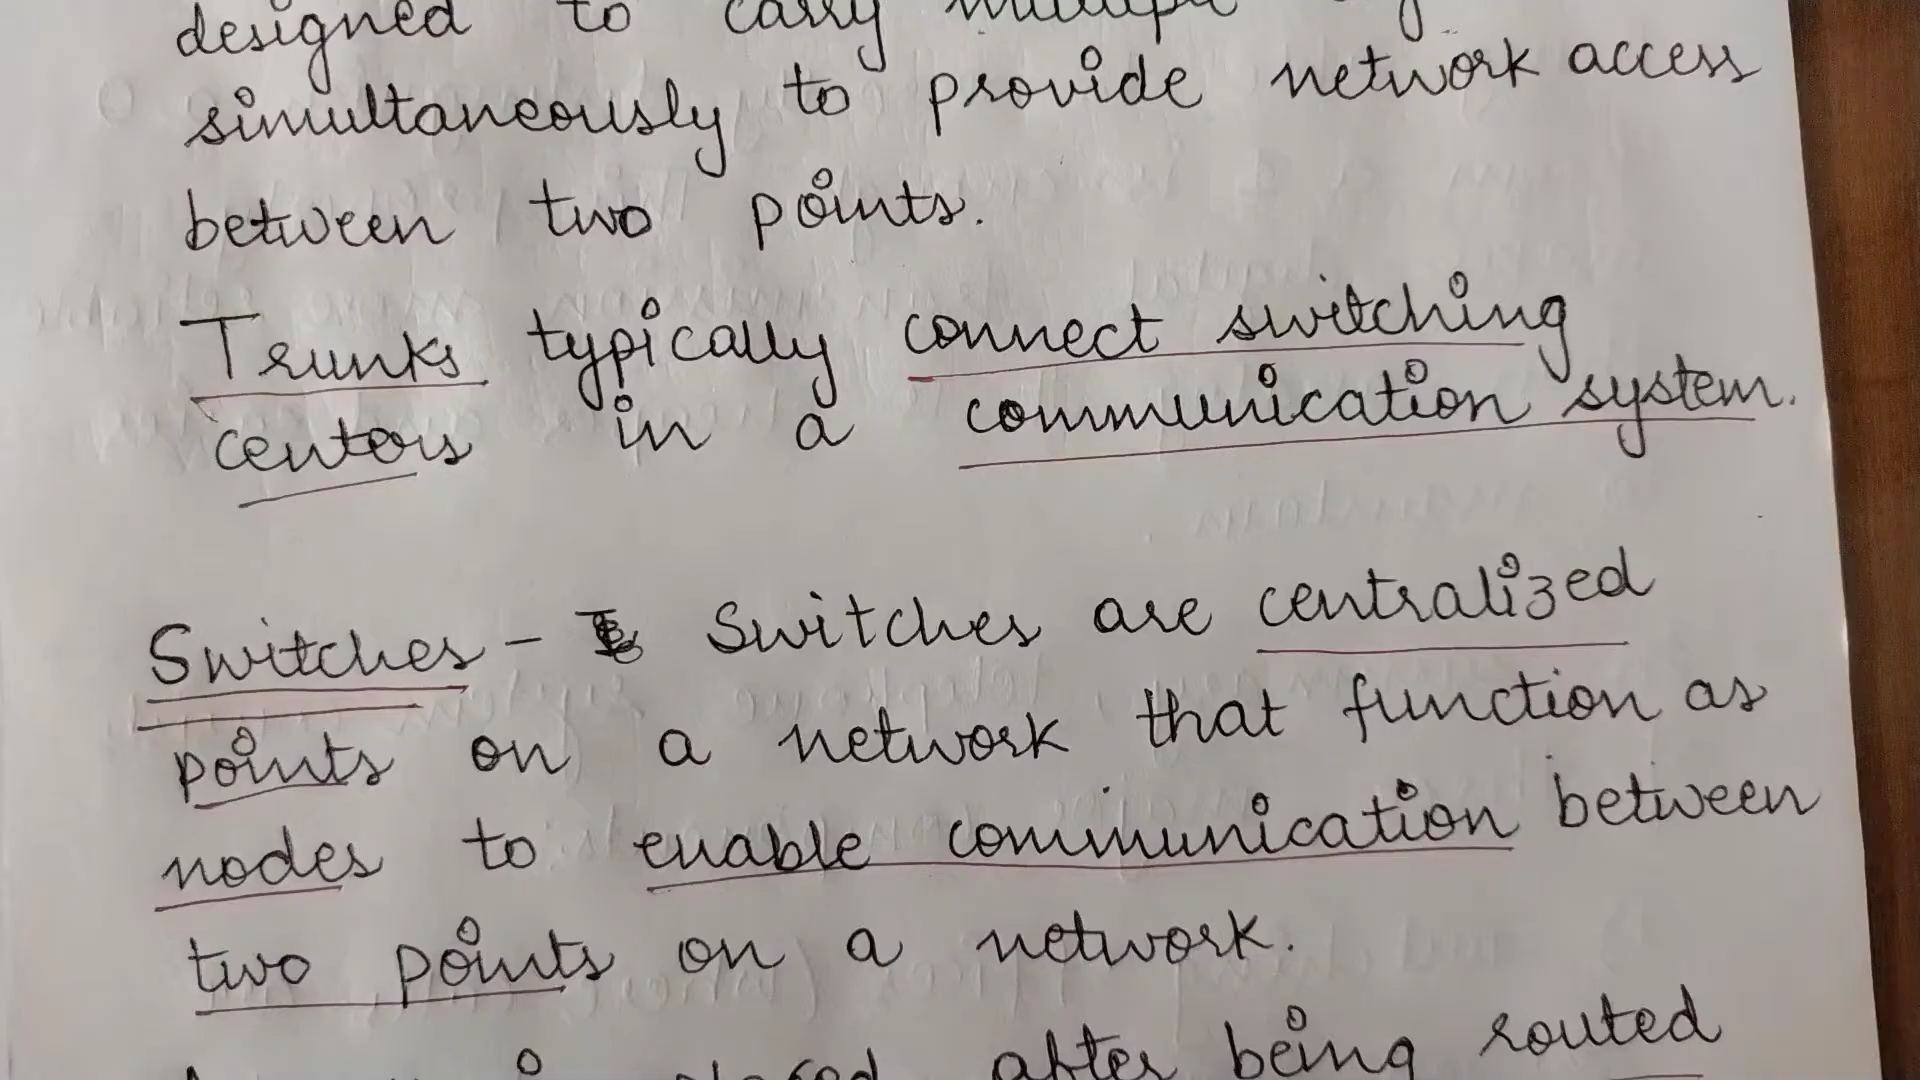 designed to carry
simultaneously to provide network access
between two points.
Trunks typically connect switching
centers in a communication system.
Switches - Switches are centralized
points on a network that function as
nodes to enable communication between
two points on a network.
after being routed